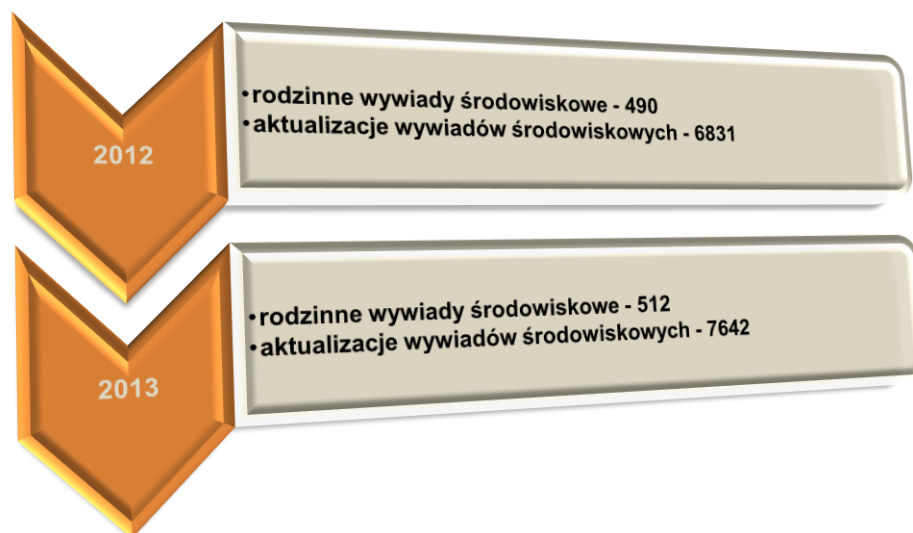 2012
•rodzinne wywiady środowiskowe - 490
•aktualizacje wywiadów środowiskowych - 6831
2013
•rodzinne wywiady środowiskowe - 512
•aktualizacje wywiadów środowiskowych - 7642